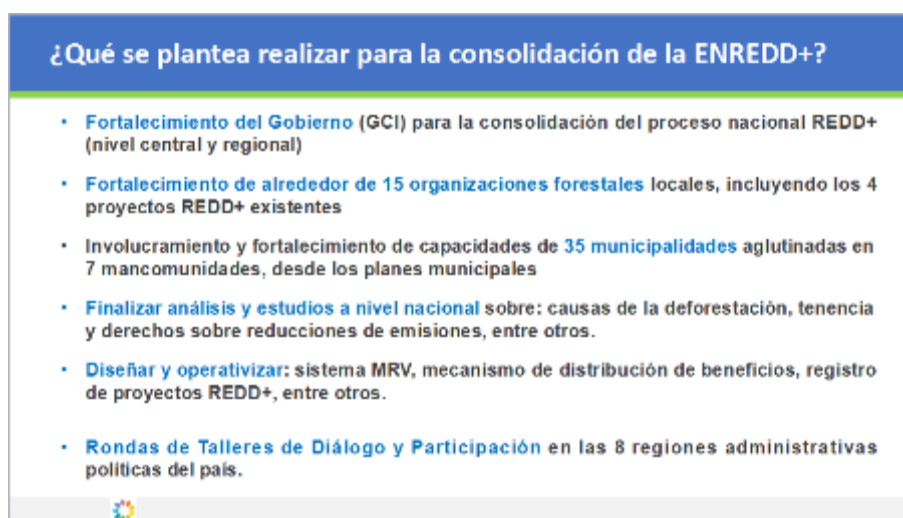 ¿Qué se plantea realizar para la consolidación de la ENREDD+?
• Fortalecimiento del Gobierno (GCI) para la consolidación del proceso nacional REDD+
(nivel central y regional)
• Fortalecimiento de alrededor de 15 organizaciones forestales locales, incluyendo los 4
proyectos REDD+ existentes
• Involucramiento y fortalecimiento de capacidades de 35 municipalidades aglutinadas en
7 mancomunidades, desde los planes municipales
• Finalizar análisis y estudios a nivel nacional sobre: causas de la deforestación, tenencia
y derechos sobre reducciones de emisiones, entre otros.
• Diseñar y operativizar: sistema MRV, mecanismo de distribución de beneficios, registro
de proyectos REDD+, entre otros.
• Rondas de Talleres de Diálogo y Participación en las 8 regiones administrativas
políticas del país.